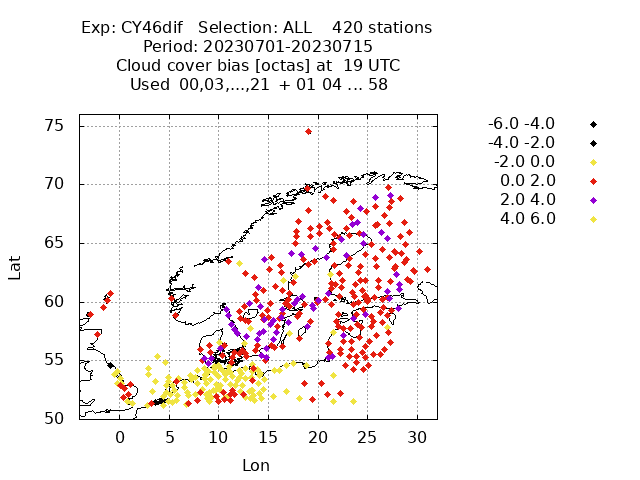 Exp: CY46dif   Selection: ALL    420 stations
Period: 20230701-20230715
Cloud cover bias [octas] at  19 UTC
Used  00,03,...,21  + 01 04 ... 58
-6.0 -4.0
-4.0 -2.0
-2.0 0.0
0.0 2.0
2.0 4.0
4.0 6.0
75
70
65
60
55
50
Lat
0 5 10 15 20 25 30
Lon